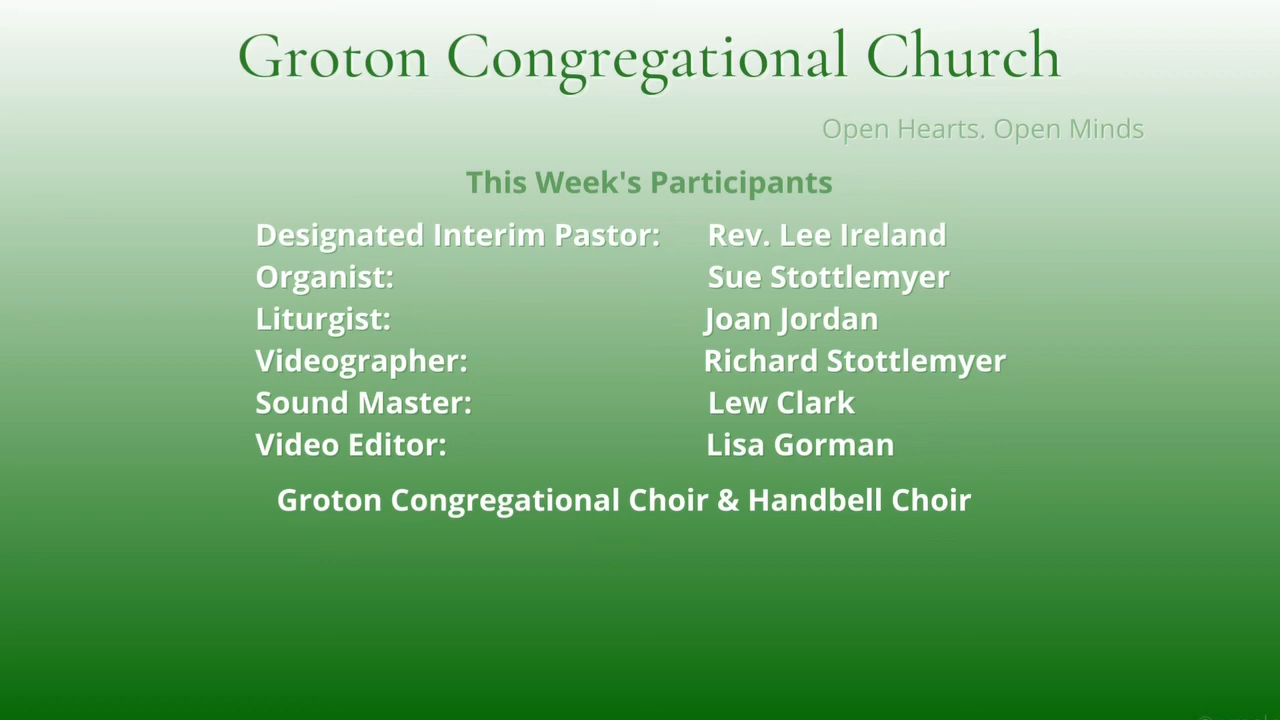 Groton Congregational Church
Open Hearts. Open Minds
This Week's Participants
Designated Interim Pastor: Rev. Lee Ireland
Organist: Sue Stottlemyer
Liturgist: Joan Jordan
Videographer: Richard Stottlemyer
Sound Master: Lew Clark
Video Editor: Lisa Gorman
Groton Congregational Choir & Handbell Choir